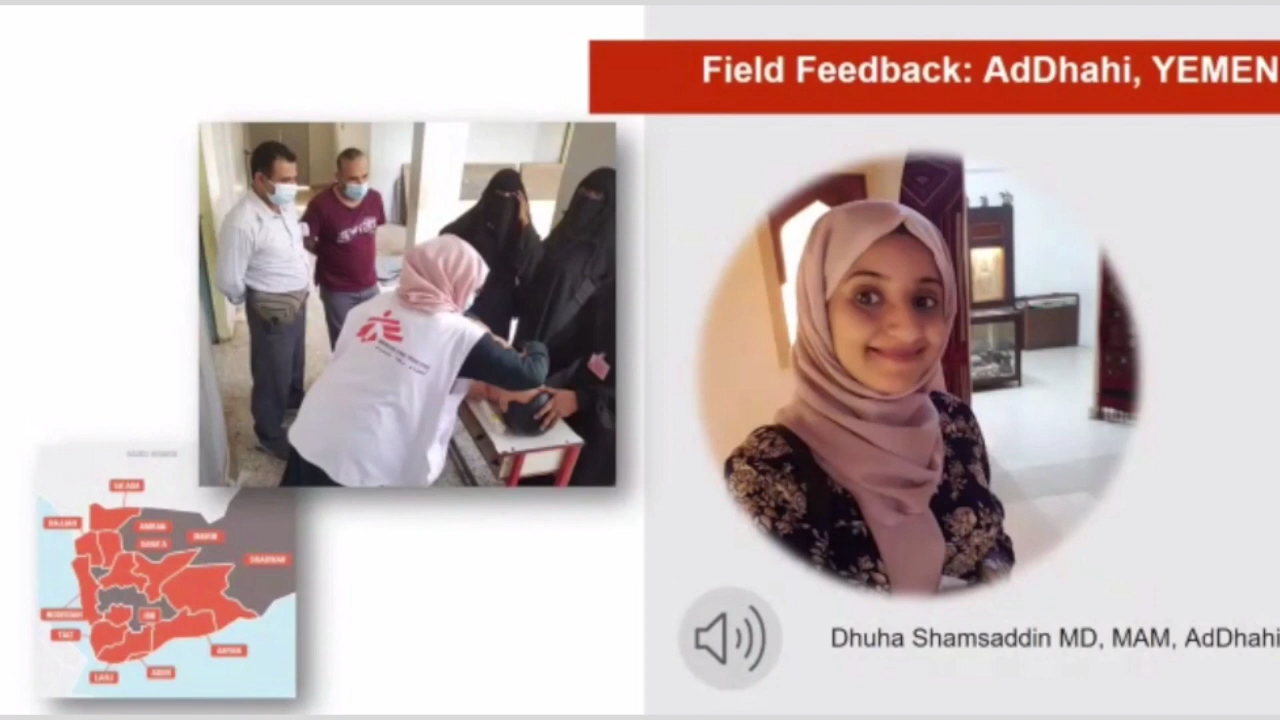 Field Feedback: AdDhahi, YEMEN
SA'ADA
HAJJAH
AMRAN
SANA'A
MARIB
SHABWAH
HODEIDAH
IBB
TAIZ
ABYAN
LAHJ
ADEN
Dhuha Shamsaddin MD, MAM, AdDhahi